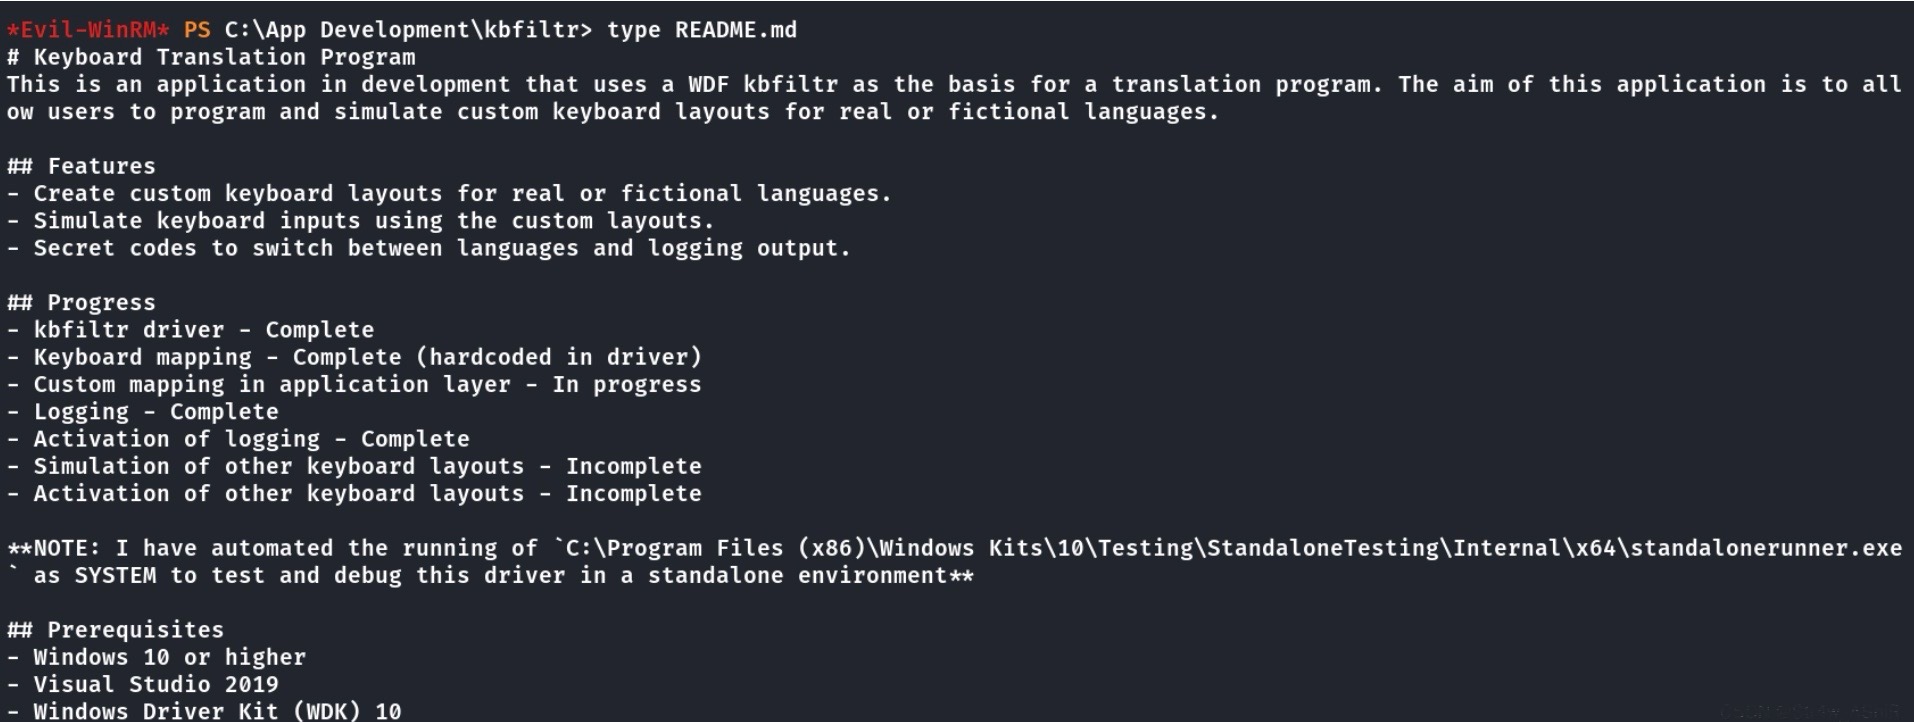 *Evil-WinRM* PS C:\App Development\kbfiltr> type README.md
# Keyboard Translation Program
This is an application in development that uses a WDF kbfiltr as the basis for a translation program. The aim of this application is to all
ow users to program and simulate custom keyboard layouts for real or fictional languages.
## Features
- Create custom keyboard layouts for real or fictional languages.
- Simulate keyboard inputs using the custom layouts.
- Secret codes to switch between languages and logging output.
## Progress
- kbfiltr driver - Complete
- Keyboard mapping - Complete (hardcoded in driver)
- Custom mapping in application layer - In progress
- Logging - Complete
- Activation of logging - Complete
- Simulation of other keyboard layouts - Incomplete
- Activation of other keyboard layouts - Incomplete
**NOTE: I have automated the running of `C:\Program Files (x86)\Windows Kits\10\Testing\StandaloneTesting\Internal\x64\standalonerunner.exe
` as SYSTEM to test and debug this driver in a standalone environment**
## Prerequisites
- Windows 10 or higher
- Visual Studio 2019
- Windows Driver Kit (WDK) 10